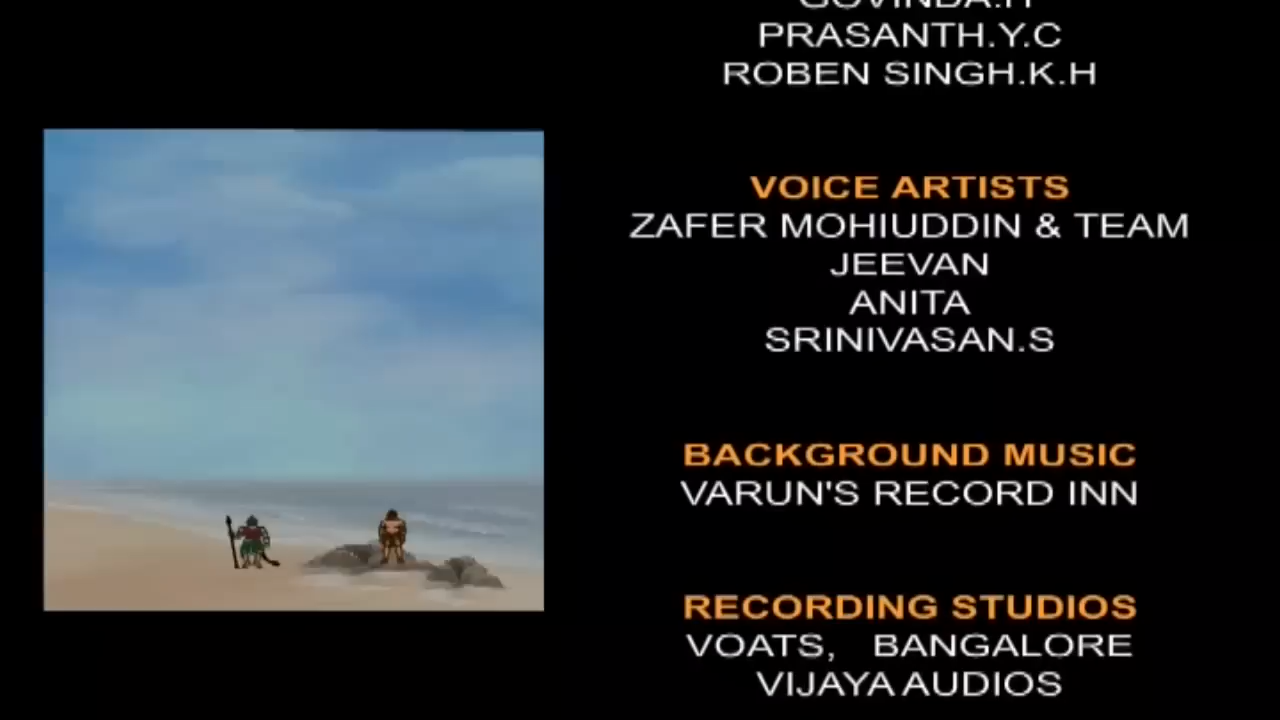 GOVINDA.H
PRASANTH.Y.C
ROBEN SINGH.K.H
VOICE ARTISTS
ZAFER MOHIUDDIN & TEAM
JEEVAN
ANITA
SRINIVASAN.S
BACKGROUND MUSIC
VARUN'S RECORD INN
RECORDING STUDIOS
VOATS, BANGALORE
VIJAYA AUDIOS